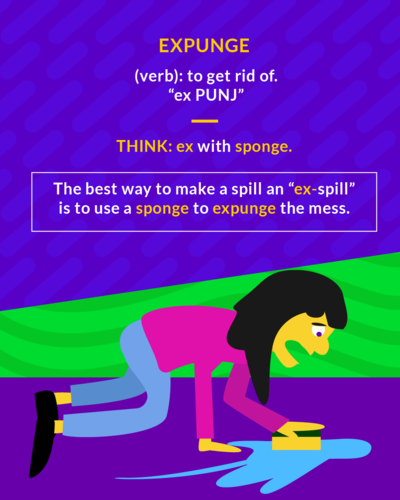 EXPUNGE
(verb): to get rid of.
“ex PUNJ”
THINK: ex with sponge.
The best way to make a spill an “ex-spill”
is to use a sponge to expunge the mess.